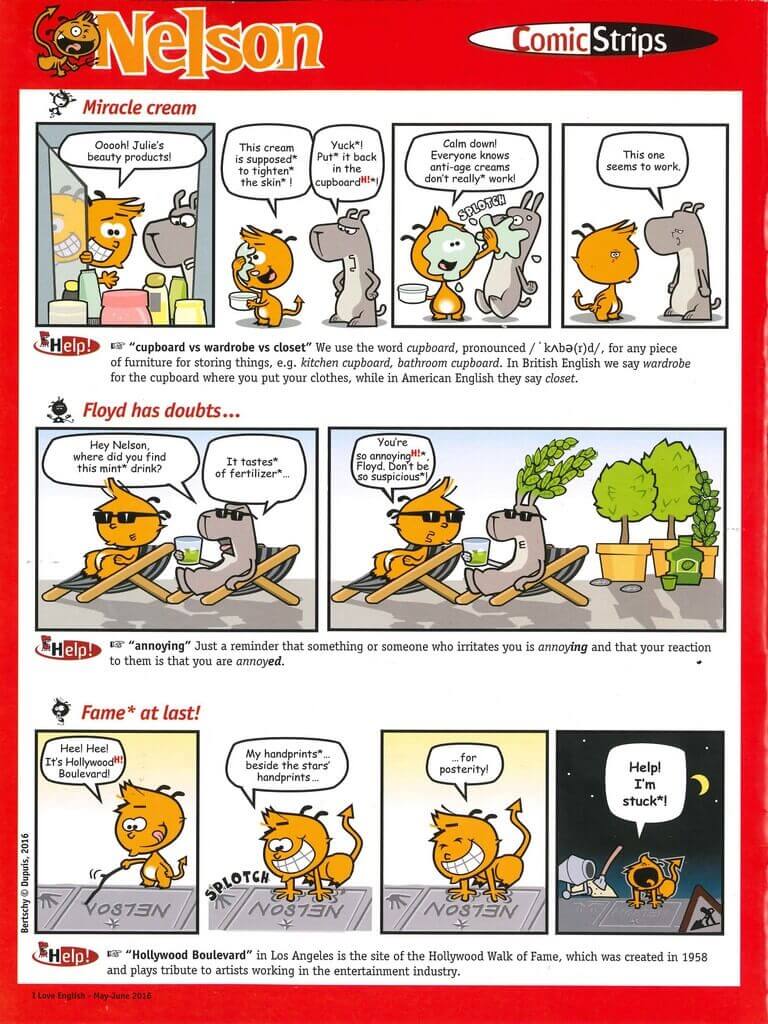 Nelson
Comic Strips
Miracle cream
Ooooh! Julie's
beauty products!
This cream
is supposed*
to tighten*
the skin* !
Yuck*!
Put* it back
in the
cupboardH!*!
Calm down!
Everyone knows
anti-age creams
don't really* work!
SPLOTCH
This one
seems to work.
Help!
☞ "cupboard vs wardrobe vs closet" We use the word cupboard, pronounced /ˈkʌbə(r)d/, for any piece
of furniture for storing things, e.g. kitchen cupboard, bathroom cupboard. In British English we say wardrobe
for the cupboard where you put your clothes, while in American English they say closet.
Floyd has doubts...
Hey Nelson,
where did you find
this mint* drink?
It tastes*
of fertilizer*...
You're
so annoyingH!*,
Floyd. Don't be
so suspicious*!
Help!
☞ "annoying" Just a reminder that something or someone who irritates you is annoying and that your reaction
to them is that you are annoyed.
Fame* at last!
Hee! Hee!
It's HollywoodH!
Boulevard!
NELSON
My handprints*...
beside the stars'
handprints...
SPLOTCH
NELSON
...for
posterity!
NELSON
Help!
I'm
stuck*!
Bertschy © Dupuis, 2016
Help!
☞ "Hollywood Boulevard" in Los Angeles is the site of the Hollywood Walk of Fame, which was created in 1958
and plays tribute to artists working in the entertainment industry.
I Love English - May-June 2016